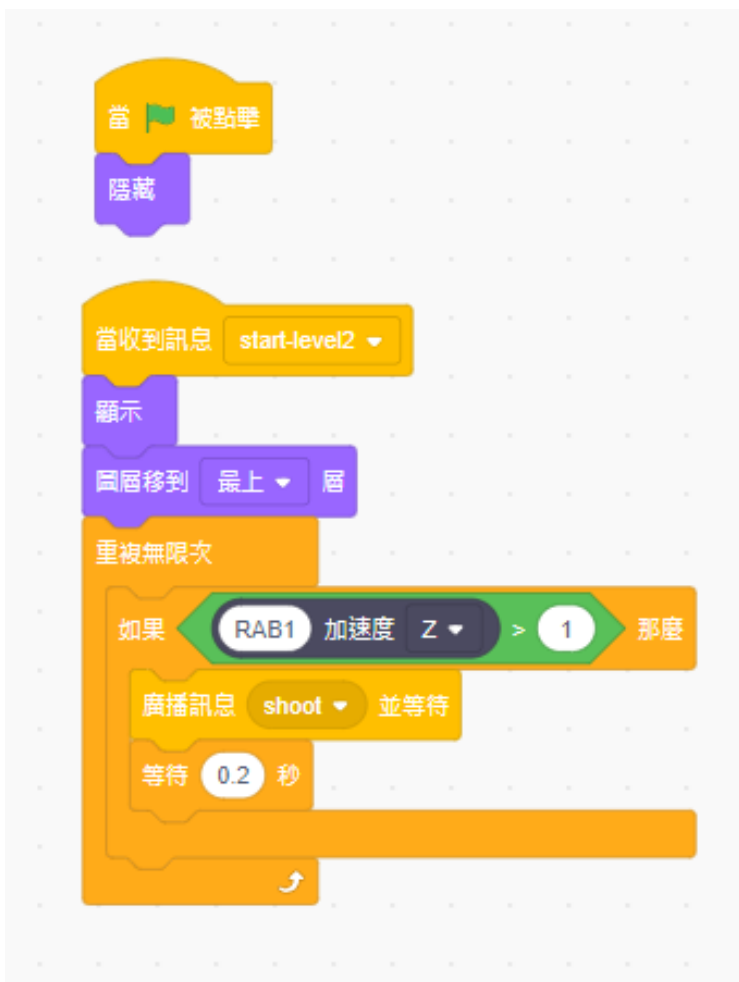 當 被點擊
隱藏
當收到訊息 start-level2
顯示
圖層移到 最上 層
重複無限次
如果 RAB1 加速度 Z > 1 那麼
廣播訊息 shoot 並等待
等待 0.2 秒